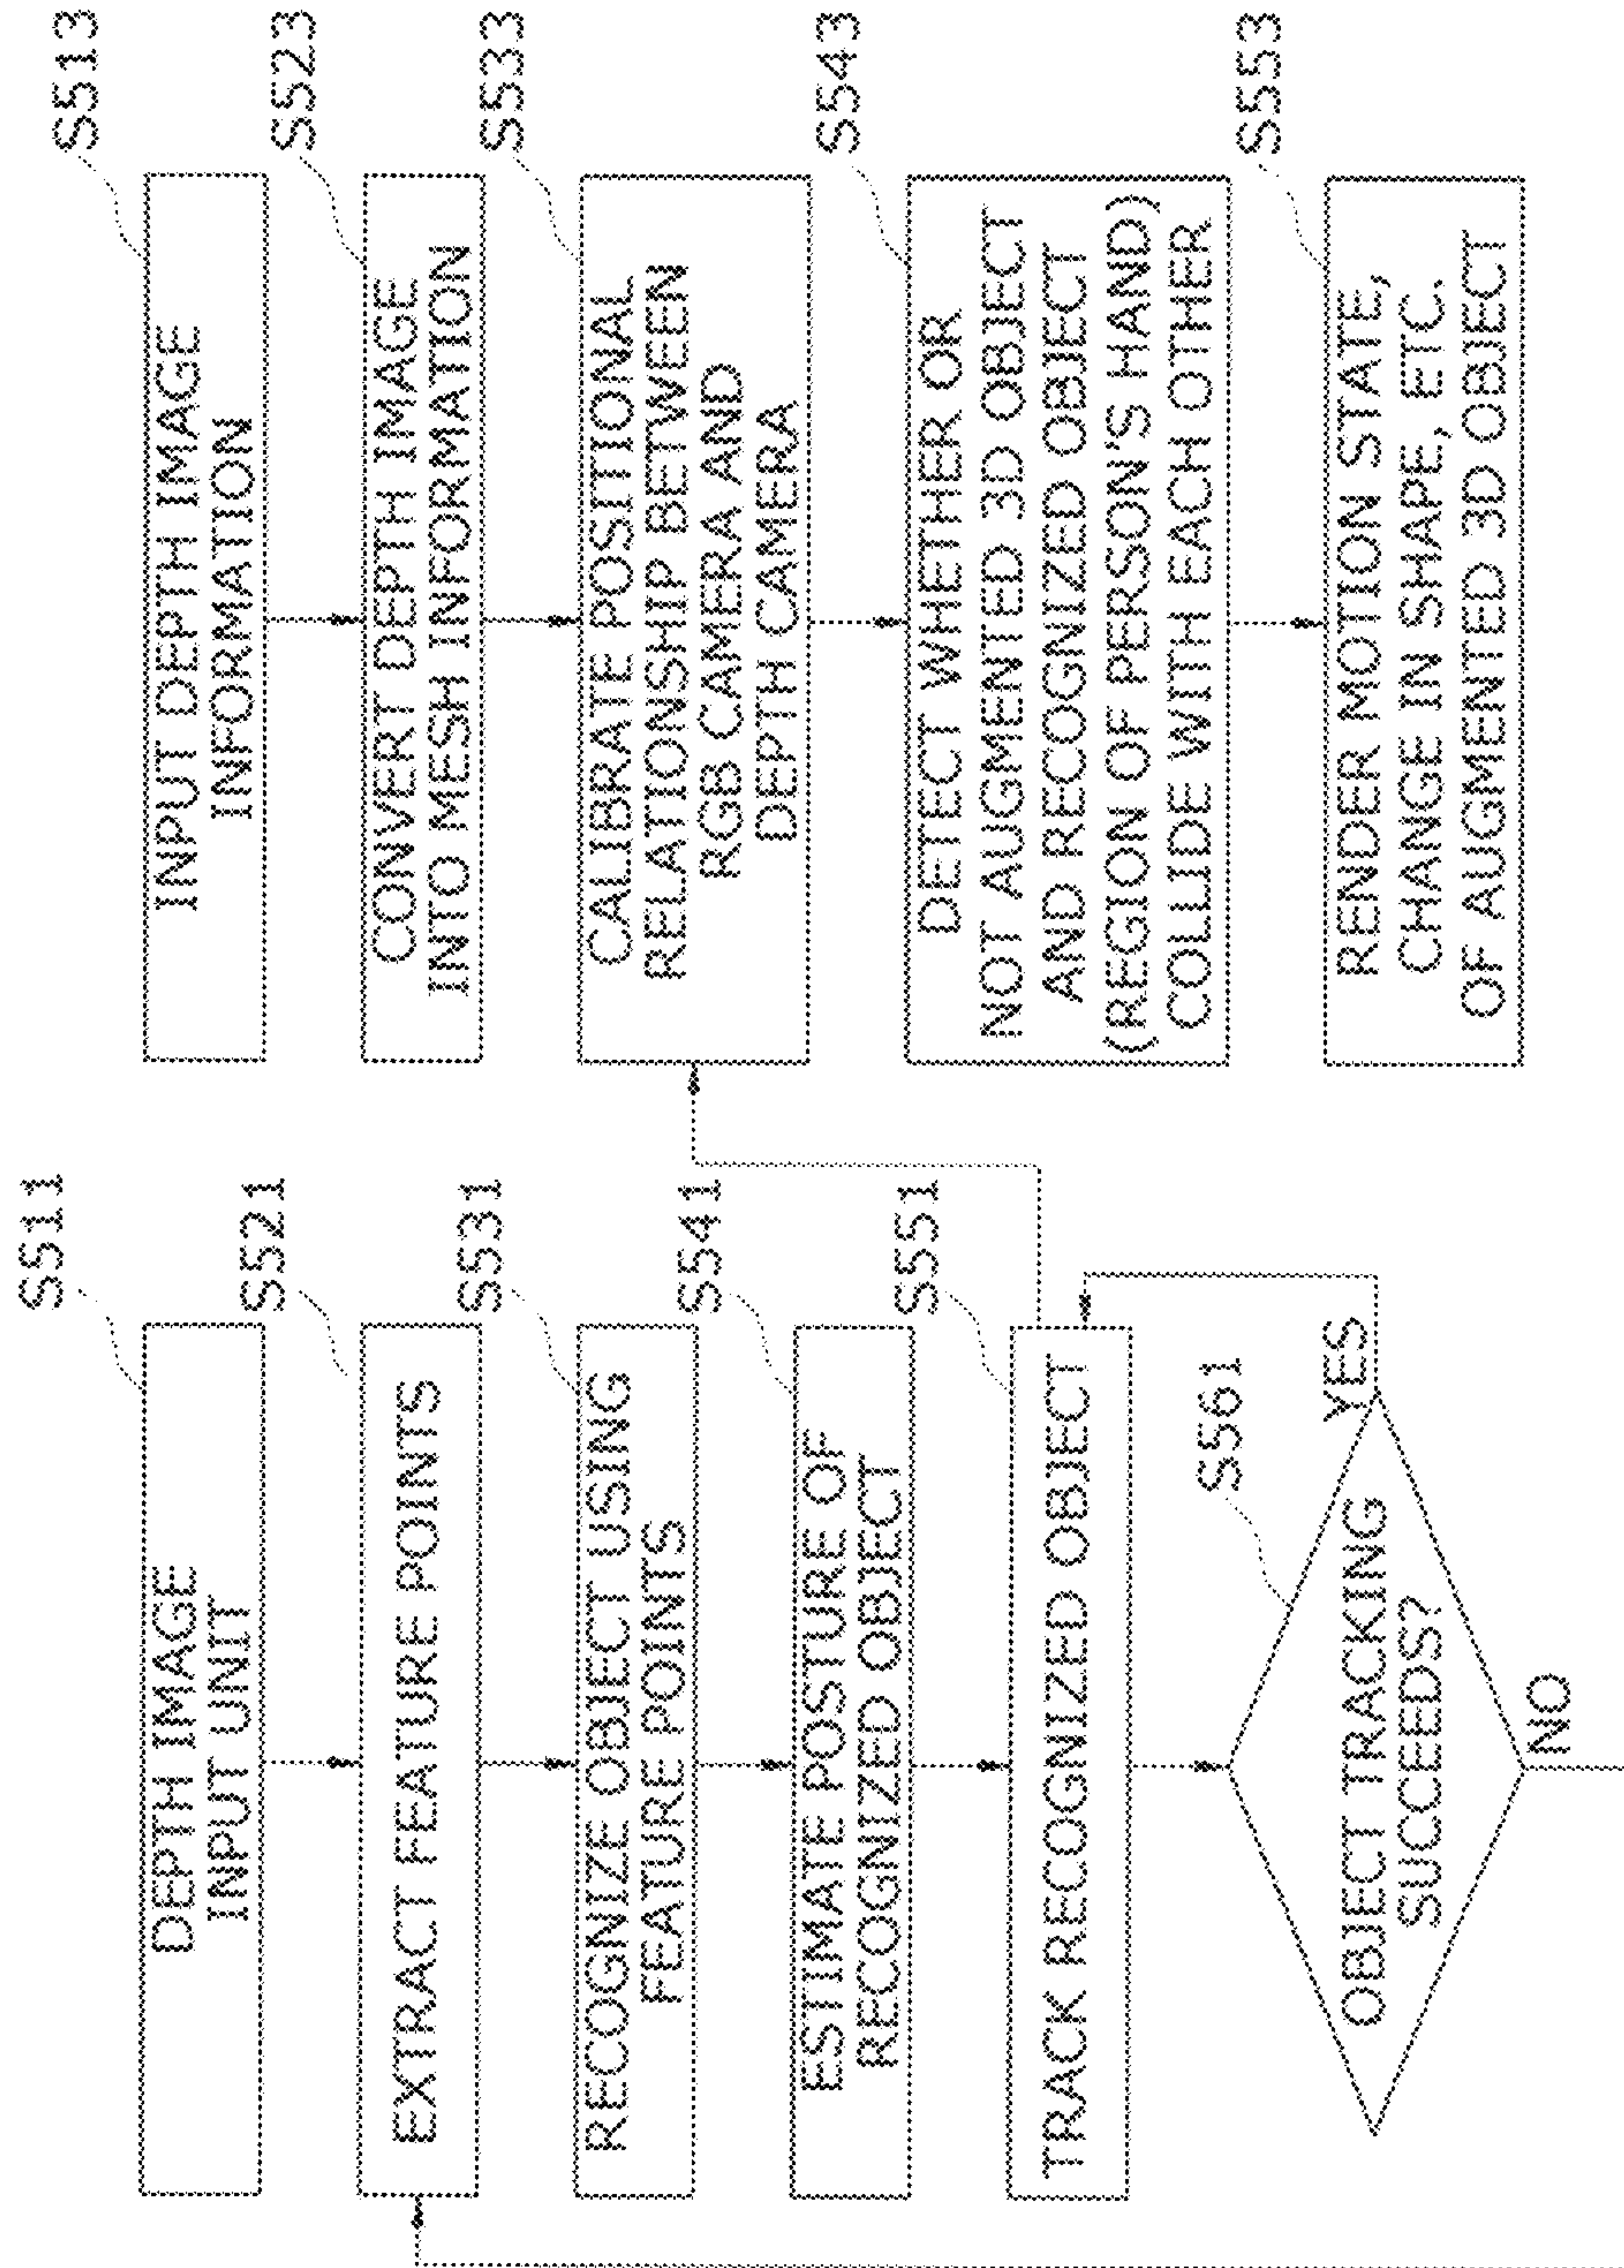 S511
DEPTH IMAGE
INPUT UNIT
S521
EXTRACT FEATURE POINTS
S531
RECOGNIZE OBJECT USING
FEATURE POINTS
S541
ESTIMATE POSTURE OF
RECOGNIZED OBJECT
S551
TRACK RECOGNIZED OBJECT
S561
OBJECT TRACKING
SUCCEEDS?
YES
NO
S513
INPUT DEPTH IMAGE
INFORMATION
S523
CONVERT DEPTH IMAGE
INTO MESH INFORMATION
S533
CALIBRATE POSITIONAL
RELATIONSHIP BETWEEN
RGB CAMERA AND
DEPTH CAMERA
S543
DETECT WHETHER OR
NOT AUGMENTED 3D OBJECT
AND RECOGNIZED OBJECT
(REGION OF PERSON'S HAND)
COLLIDE WITH EACH OTHER
S553
RENDER MOTION STATE,
CHANGE IN SHAPE, ETC.
OF AUGMENTED 3D OBJECT